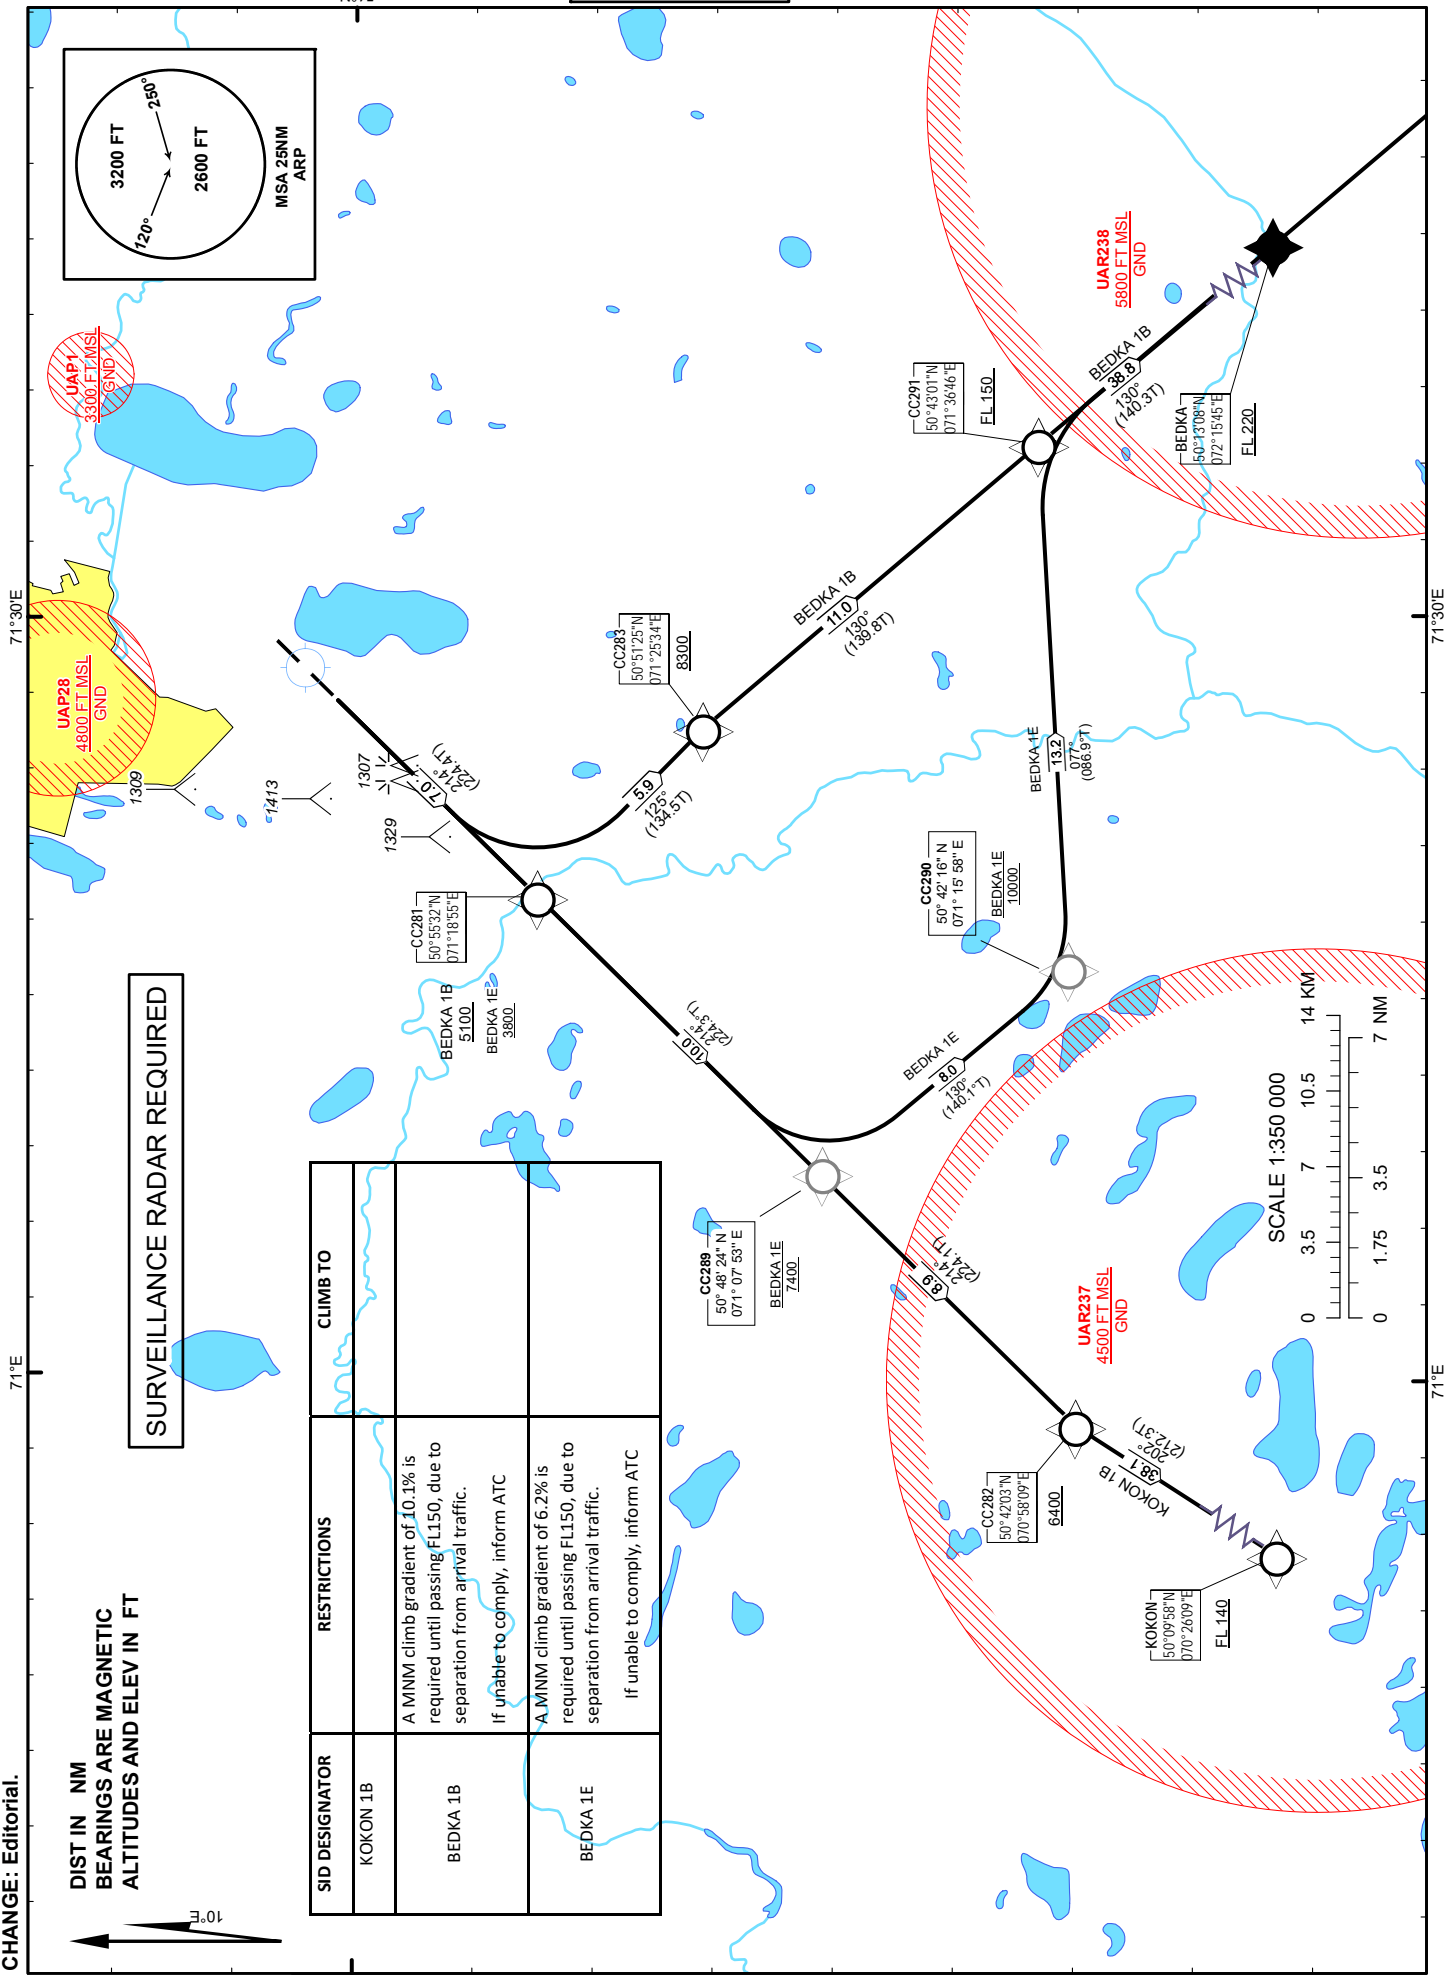 CHANGE: Editorial.
DIST IN NM
BEARINGS ARE MAGNETIC
ALTITUDES AND ELEV IN FT
10°E
SURVEILLANCE RADAR REQUIRED
71°E
71°30'E
SID DESIGNATOR
RESTRICTIONS
CLIMB TO
KOKON 1B
BEDKA 1B
A MNM climb gradient of 10.1% is
required until passing FL150, due to
separation from arrival traffic.
If unable to comply, inform ATC
BEDKA 1E
A MNM climb gradient of 6.2% is
required until passing FL150, due to
separation from arrival traffic.
If unable to comply, inform ATC
UAP28
4800 FT MSL
GND
UAP1
3300 FT MSL
GND
120°
250°
3200 FT
2600 FT
MSA 25NM
ARP
1309
1413
1307
1329
7.0
214°
(224.4T)
CC281
50°55'32"N
071°18'55"E
BEDKA 1B
5100
BEDKA 1E
3800
5.9
125°
(134.5T)
CC283
50°51'25"N
071°25'34"E
8300
BEDKA 1B
11.0
130°
(139.8T)
CC291
50°43'01"N
071°36'46"E
FL 150
BEDKA 1B
38.8
130°
(140.3T)
UAR238
5800 FT MSL
GND
BEDKA
50°13'08"N
072°15'45"E
FL 220
10.0
214°
(224.3°T)
CC289
50° 48' 24" N
071° 07' 53" E
BEDKA 1E
7400
BEDKA 1E
8.0
130°
(140.1°T)
CC290
50° 42' 16" N
071° 15' 58" E
BEDKA 1E
10000
BEDKA 1E
13.2
077°
(086.9°T)
8.9
214°
(224.1T)
UAR237
4500 FT MSL
GND
CC282
50°42'03"N
070°58'09"E
6400
KOKON 1B
38.1
202°
(212.3T)
KOKON
50°09'58"N
070°26'09"E
FL 140
SCALE 1:350 000
0 3.5 7 10.5 14 KM
0 1.75 3.5 7 NM
71°E
71°30'E